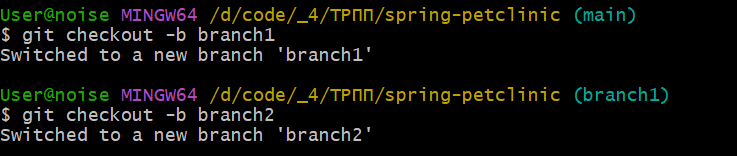 User@noise MINGW64 /d/code/_4/ТРПП/spring-petclinic (main)
$ git checkout -b branch1
Switched to a new branch 'branch1'
User@noise MINGW64 /d/code/_4/ТРПП/spring-petclinic (branch1)
$ git checkout -b branch2
Switched to a new branch 'branch2'